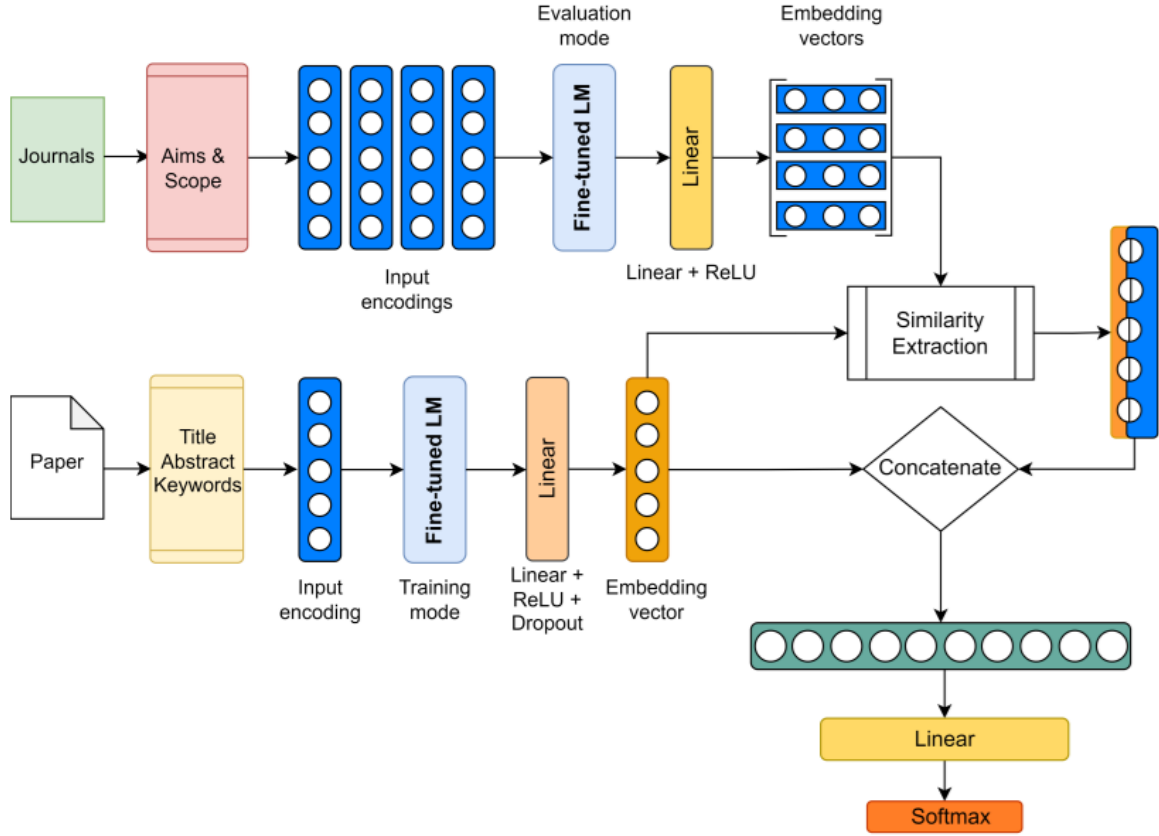 Evaluation
mode
Embedding
vectors
Journals
Aims &
Scope
Fine-tuned LM
Linear
Input
encodings
Linear + ReLU
Similarity
Extraction
Paper
Title
Abstract
Keywords
Fine-tuned LM
Linear
Concatenate
Input
encoding
Training
mode
Linear +
ReLU +
Dropout
Embedding
vector
Linear
Softmax